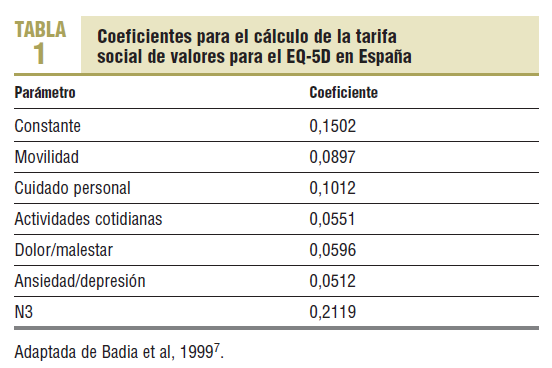 TABLA
1
Coeficientes para el cálculo de la tarifa
social de valores para el EQ-5D en España
Parámetro Coeficiente
Constante 0,1502
Movilidad 0,0897
Cuidado personal 0,1012
Actividades cotidianas 0,0551
Dolor/malestar 0,0596
Ansiedad/depresión 0,0512
N3 0,2119
Adaptada de Badia et al, 1999⁷.